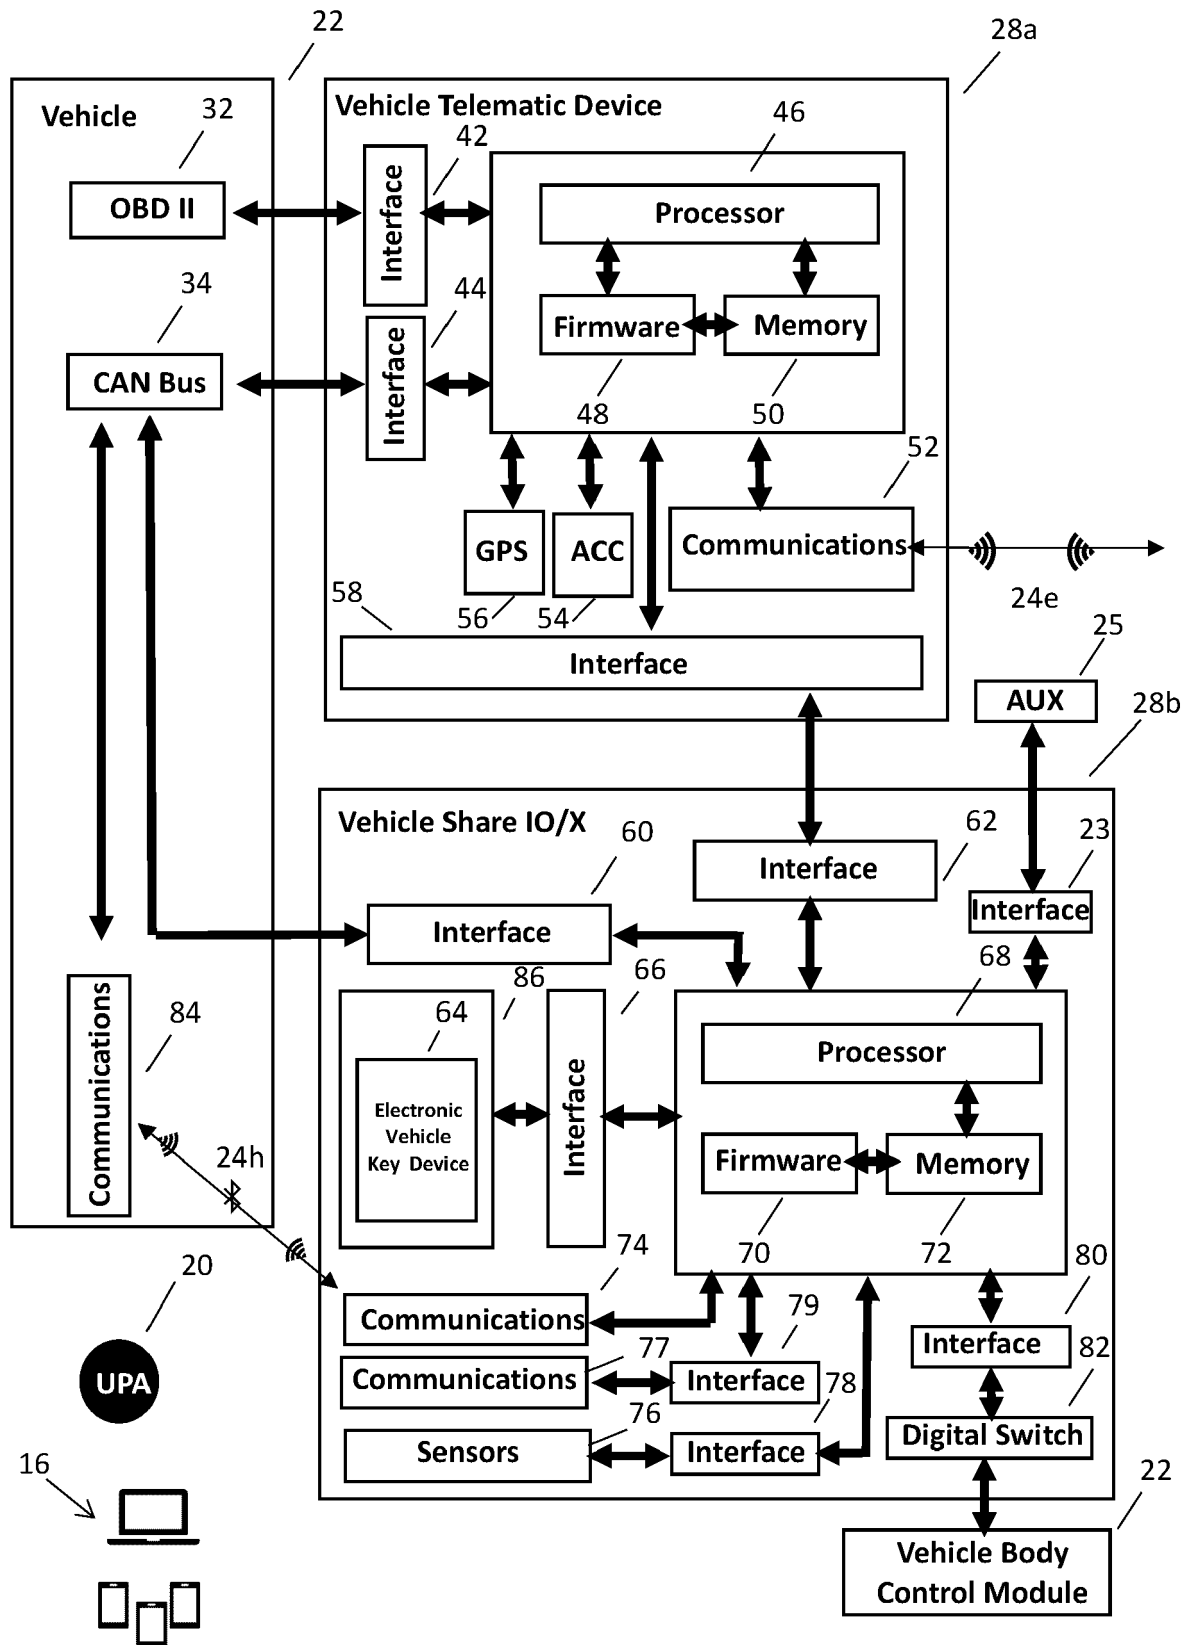 22
28a
Vehicle
32
OBD II
34
CAN Bus
Vehicle Telematic Device
42
Interface
44
Interface
46
Processor
Firmware
Memory
48
50
52
GPS
ACC
Communications
56
54
58
Interface
24e
25
AUX
28b
Vehicle Share IO/X
60
62
23
Interface
Interface
Interface
84
Communications
24h
86
64
Electronic
Vehicle
Key Device
66
Interface
68
Processor
Firmware
Memory
70
72
74
Communications
77
Communications
79
Interface
76
Sensors
78
Interface
80
Interface
82
Digital Switch
22
Vehicle Body
Control Module
20
UPA
16